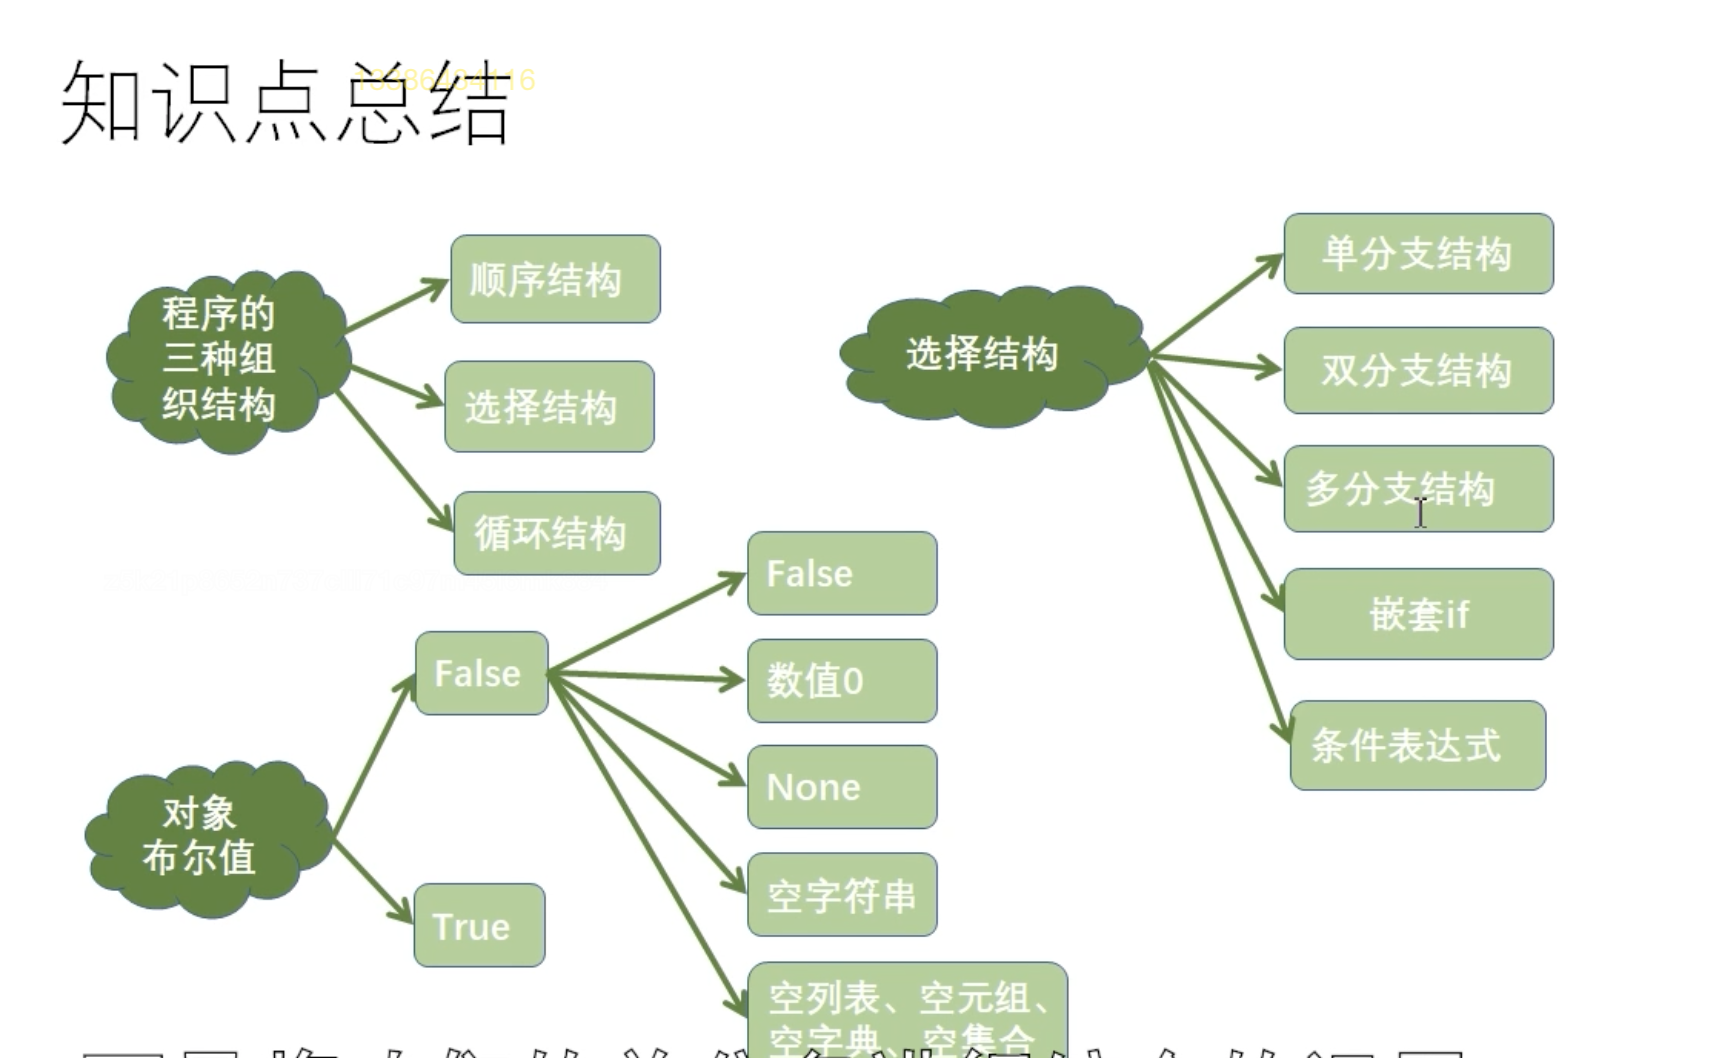 知识点总结
13386484116
程序的
三种组
织结构
顺序结构
选择结构
循环结构
选择结构
单分支结构
双分支结构
多分支结构
嵌套if
条件表达式
对象
布尔值
False
True
False
数值0
None
空字符串
空列表、空元组、
空字典、空集合